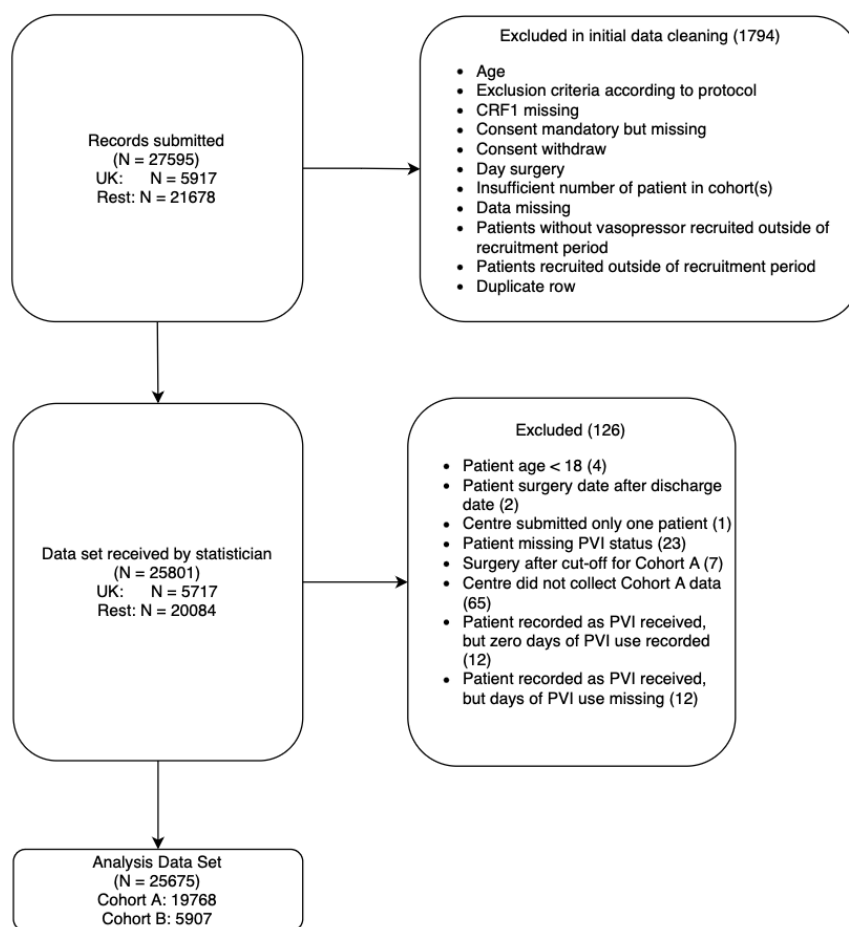 Records submitted
(N = 27595)
UK: N = 5917
Rest: N = 21678
Excluded in initial data cleaning (1794)
• Age
• Exclusion criteria according to protocol
• CRF1 missing
• Consent mandatory but missing
• Consent withdraw
• Day surgery
• Insufficient number of patient in cohort(s)
• Data missing
• Patients without vasopressor recruited outside of
recruitment period
• Patients recruited outside of recruitment period
• Duplicate row
Data set received by statistician
(N = 25801)
UK: N = 5717
Rest: N = 20084
Excluded (126)
• Patient age < 18 (4)
• Patient surgery date after discharge
date (2)
• Centre submitted only one patient (1)
• Patient missing PVI status (23)
• Surgery after cut-off for Cohort A (7)
• Centre did not collect Cohort A data
(65)
• Patient recorded as PVI received,
but zero days of PVI use recorded
(12)
• Patient recorded as PVI received,
but days of PVI use missing (12)
Analysis Data Set
(N = 25675)
Cohort A: 19768
Cohort B: 5907